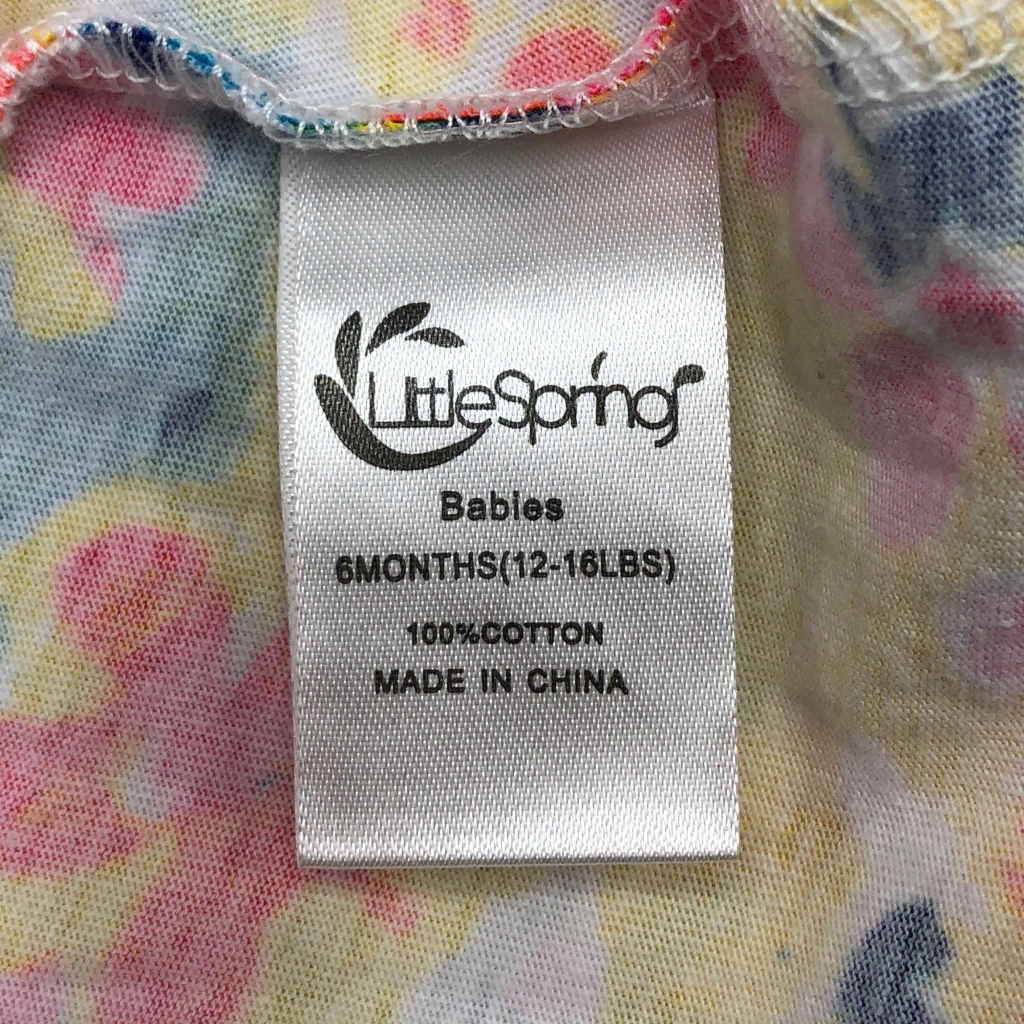 LittleSpring
Babies
6MONTHS(12-16LBS)
100%COTTON
MADE IN CHINA